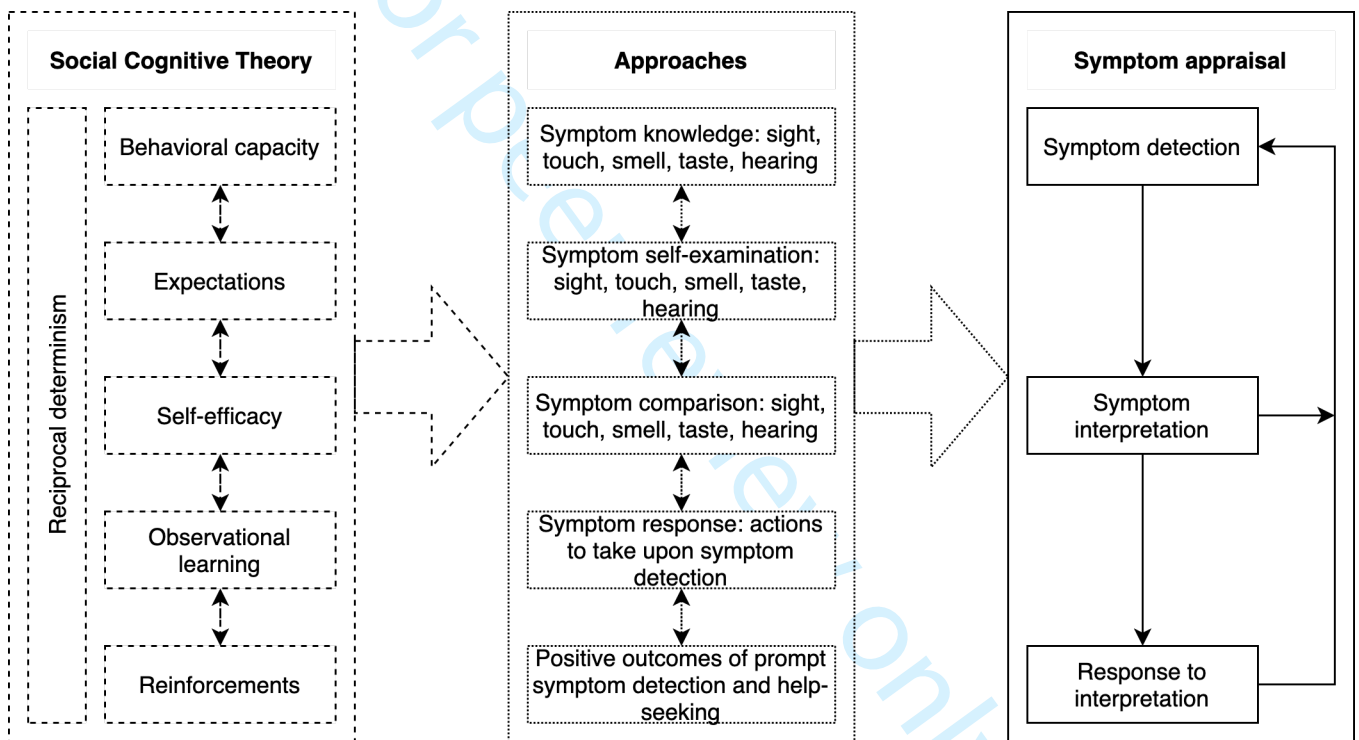 Social Cognitive Theory
Reciprocal determinism
Behavioral capacity
Expectations
Self-efficacy
Observational
learning
Reinforcements
Approaches
Symptom knowledge: sight,
touch, smell, taste, hearing
Symptom self-examination:
sight, touch, smell, taste,
hearing
Symptom comparison: sight,
touch, smell, taste, hearing
Symptom response: actions
to take upon symptom
detection
Positive outcomes of prompt
symptom detection and help-
seeking
Symptom appraisal
Symptom detection
Symptom
interpretation
Response to
interpretation